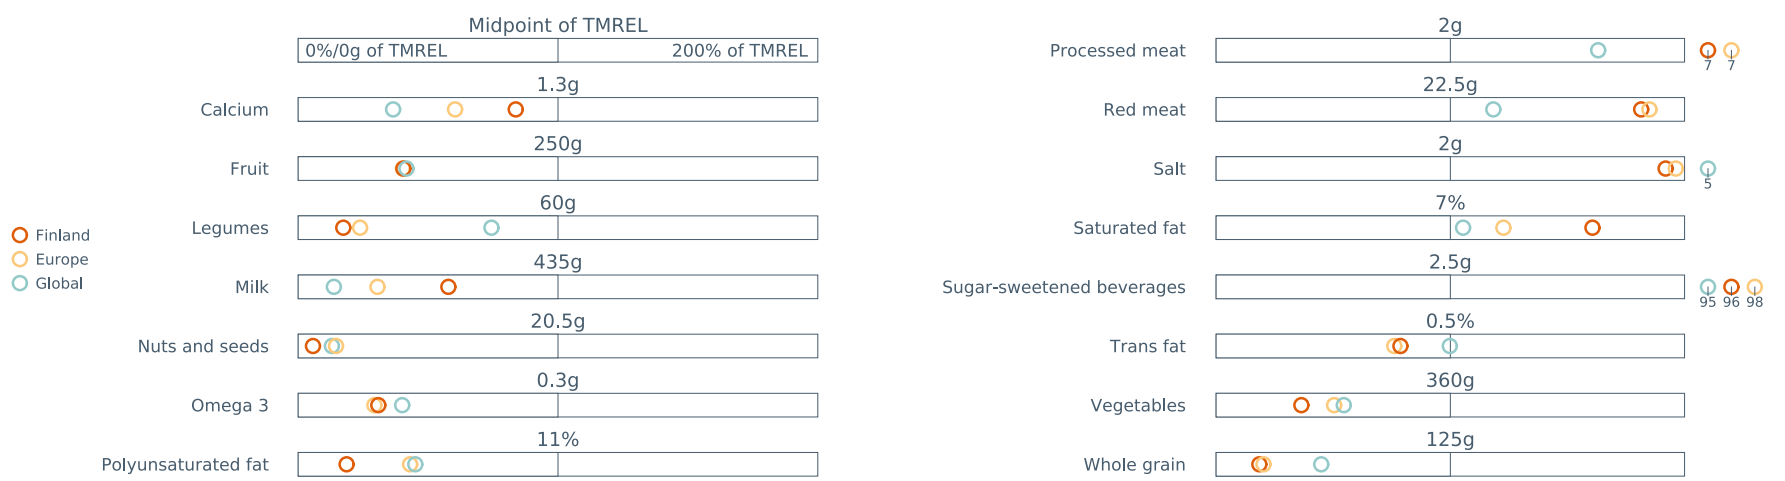 Midpoint of TMREL
0%/0g of TMREL 200% of TMREL
1.3g
Calcium
250g
Fruit
60g
Legumes
435g
Milk
20.5g
Nuts and seeds
0.3g
Omega 3
11%
Polyunsaturated fat
Finland
Europe
Global
2g
Processed meat
7 7
22.5g
Red meat
2g
Salt
5
7%
Saturated fat
2.5g
Sugar-sweetened beverages
95 96 98
0.5%
Trans fat
360g
Vegetables
125g
Whole grain